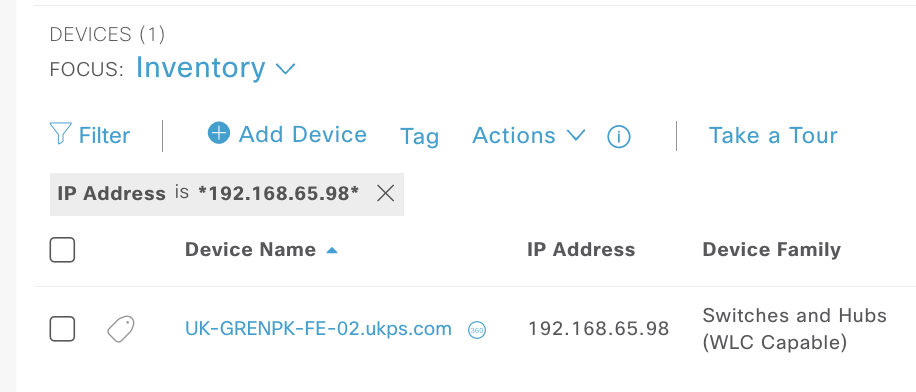 DEVICES (1)
FOCUS: Inventory
Filter Add Device Tag Actions Take a Tour
IP Address is *192.168.65.98*
Device Name IP Address Device Family
UK-GRENPK-FE-02.ukps.com 360 192.168.65.98 Switches and Hubs
(WLC Capable)